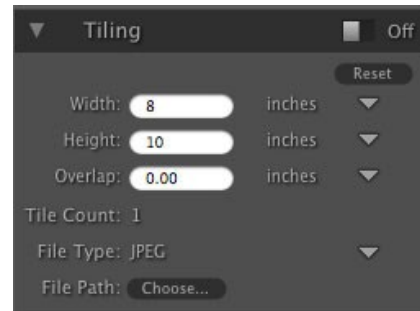 Tiling Off
Reset
Width: 8 inches
Height: 10 inches
Overlap: 0.00 inches
Tile Count: 1
File Type: JPEG
File Path: Choose...